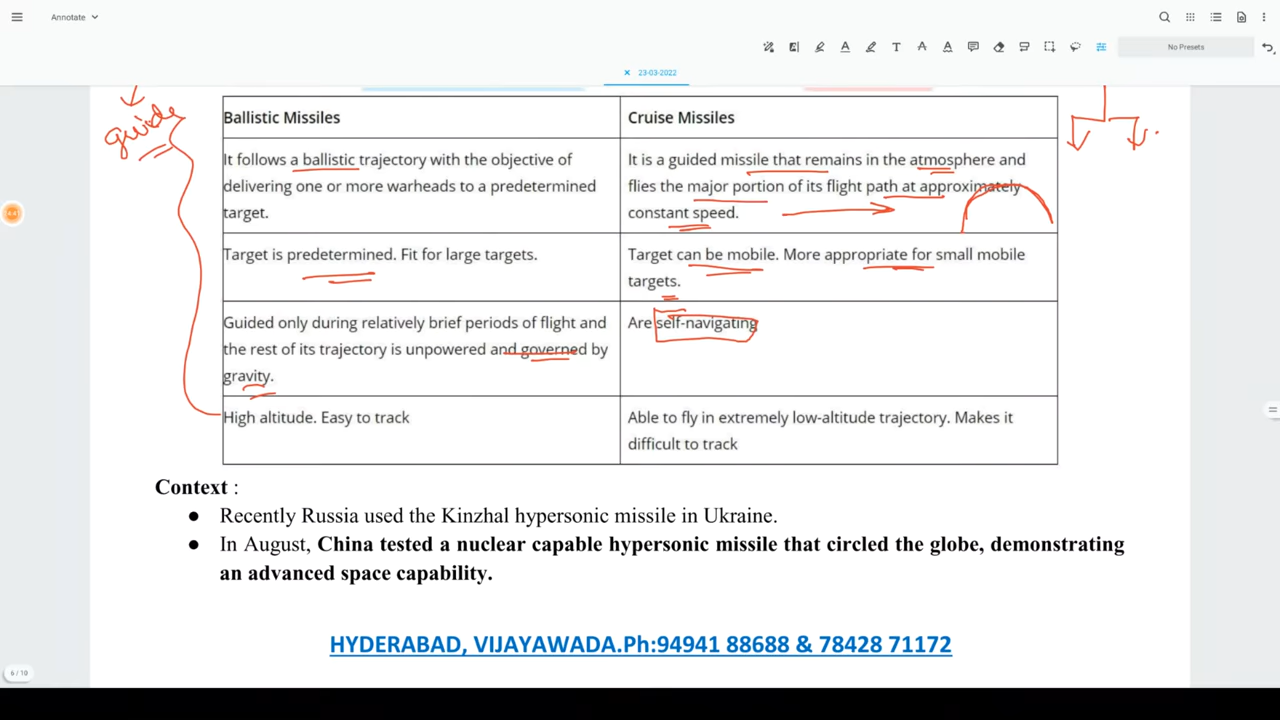 Annotate
No Presets
23-03-2022
guide
Ballistic Missiles
Cruise Missiles
It follows a ballistic trajectory with the objective of
delivering one or more warheads to a predetermined
target.
It is a guided missile that remains in the atmosphere and
flies the major portion of its flight path at approximately
constant speed.
Target is predetermined. Fit for large targets.
Target can be mobile. More appropriate for small mobile
targets.
Guided only during relatively brief periods of flight and
the rest of its trajectory is unpowered and governed by
gravity.
Are self-navigating
High altitude. Easy to track
Able to fly in extremely low-altitude trajectory. Makes it
difficult to track
Context :
● Recently Russia used the Kinzhal hypersonic missile in Ukraine.
● In August, China tested a nuclear capable hypersonic missile that circled the globe, demonstrating
an advanced space capability.
HYDERABAD, VIJAYAWADA.Ph:94941 88688 & 78428 71172
6 / 10